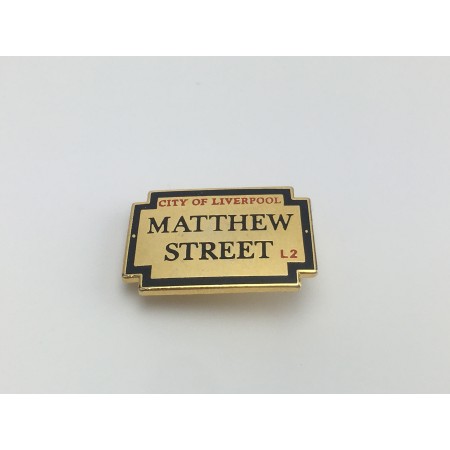 CITY OF LIVERPOOL
MATTHEW
STREET L2